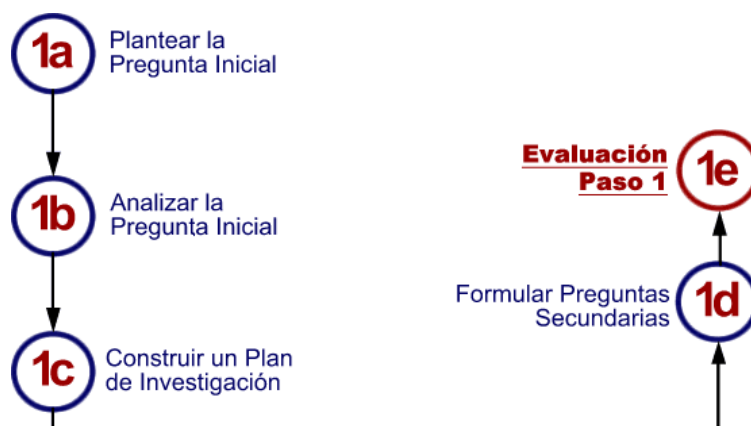 1a
Plantear la
Pregunta Inicial
1b
Analizar la
Pregunta Inicial
1c
Construir un Plan
de Investigación
Evaluación
Paso 1
1e
Formular Preguntas
Secundarias
1d